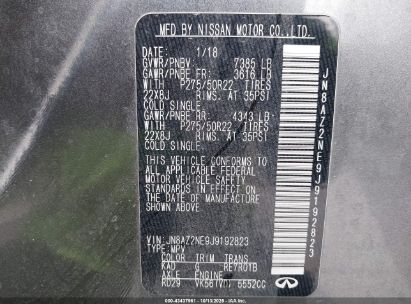 MFD BY NISSAN MOTOR CO.,LTD.
DATE: 1/18
GVWR/PNBV: 7385 LB
GAWR/PNBE FR: 3616 LB
WITH P275/50R22 TIRES
22X8J RIMS AT 35PSI
COLD SINGLE
GAWR/PNBE RR: 4343 LB
WITH P275/50R22 TIRES
22X8J RIMS AT 35PSI
COLD SINGLE.
THIS VEHICLE CONFORMS TO
ALL APPLICABLE FEDERAL
MOTOR VEHICLE SAFETY
STANDARDS IN EFFECT ON
THE DATE OF MANUFACTURE
SHOWN ABOVE.
VIN: JN8AZ2NE9J9192823
TYPE: MPV
COLOR TRIM TRANS
KAD G RE7R01B
AXLE ENGINE
RD29 VK56(VD) 5552CC
INFINITI
JN8AZ2NE9J9192823